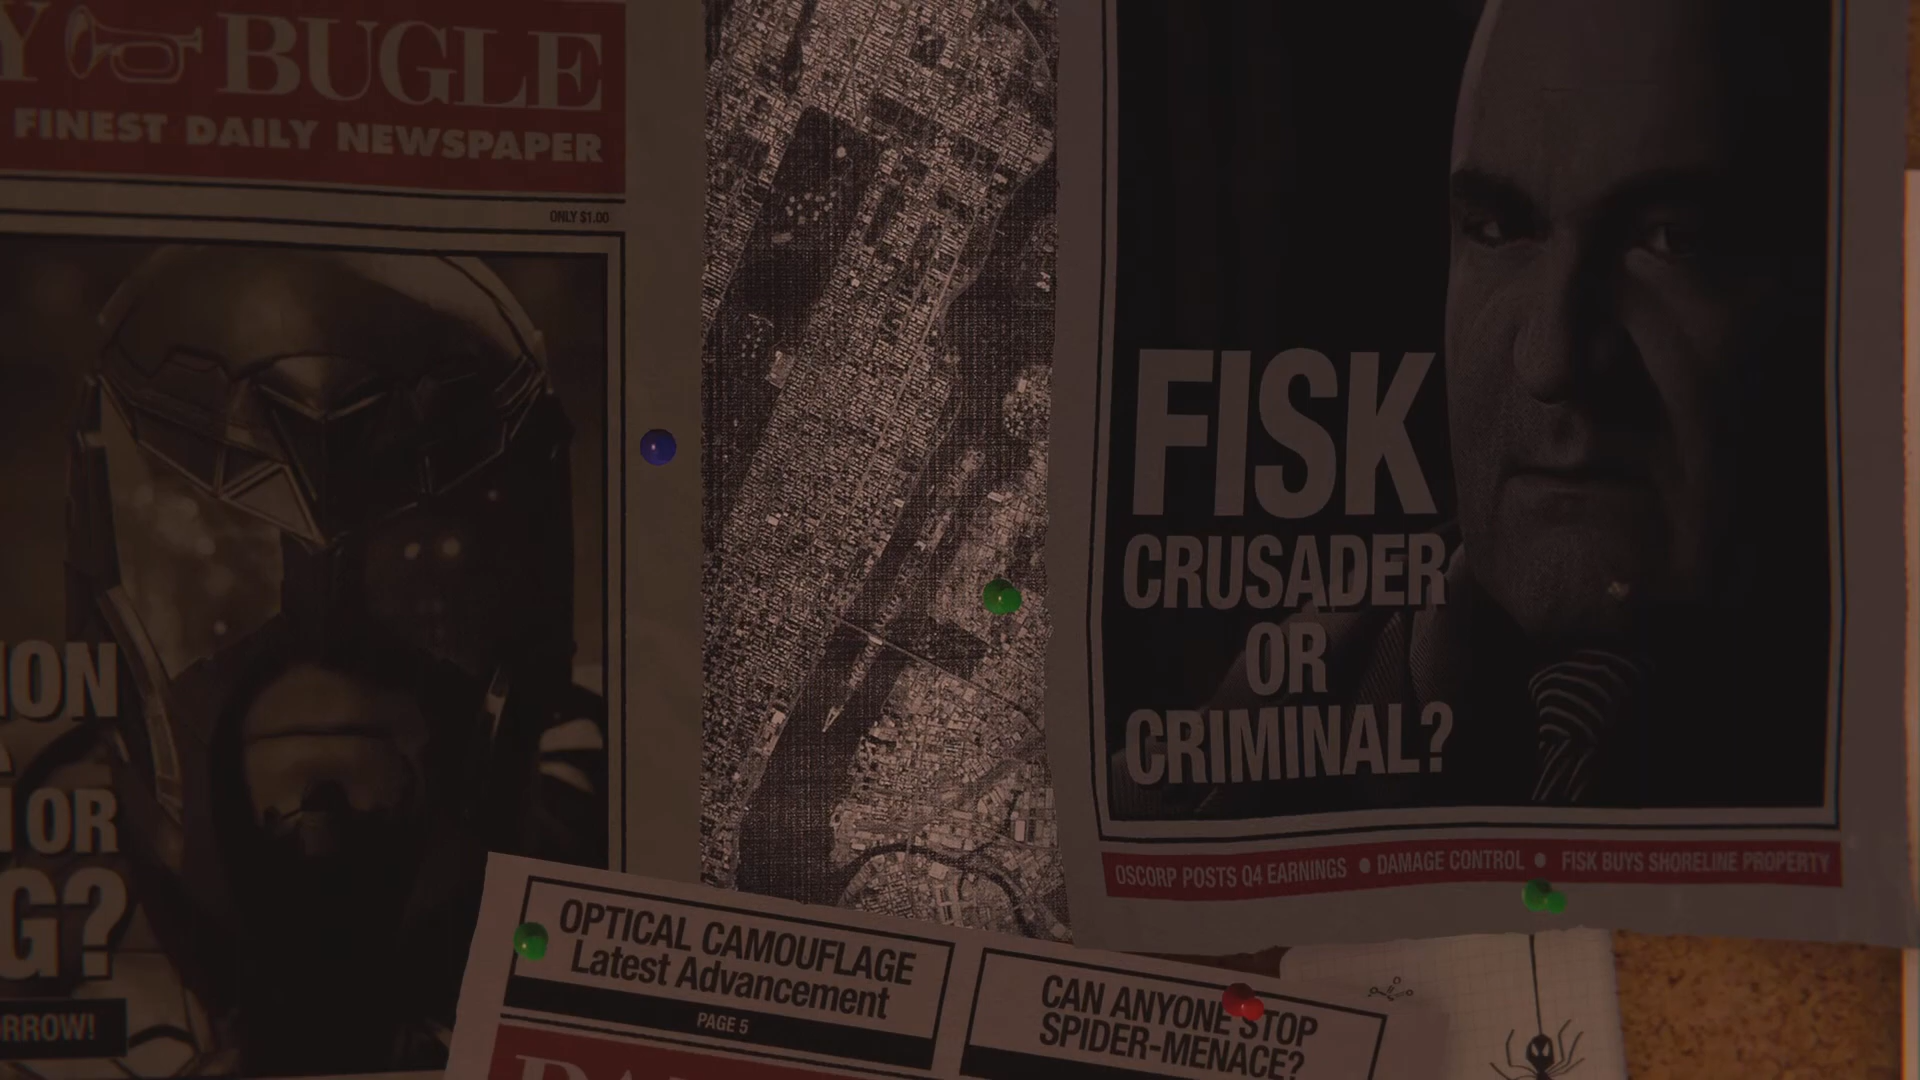 Y BUGLE
FINEST DAILY NEWSPAPER
ONLY $1.00
ION
OR
G?
RROW!
FISK
CRUSADER
OR
CRIMINAL?
OSCORP POSTS Q4 EARNINGS • DAMAGE CONTROL • FISK BUYS SHORELINE PROPERTY
OPTICAL CAMOUFLAGE
Latest Advancement
PAGE 5
CAN ANYONE STOP
SPIDER-MENACE?